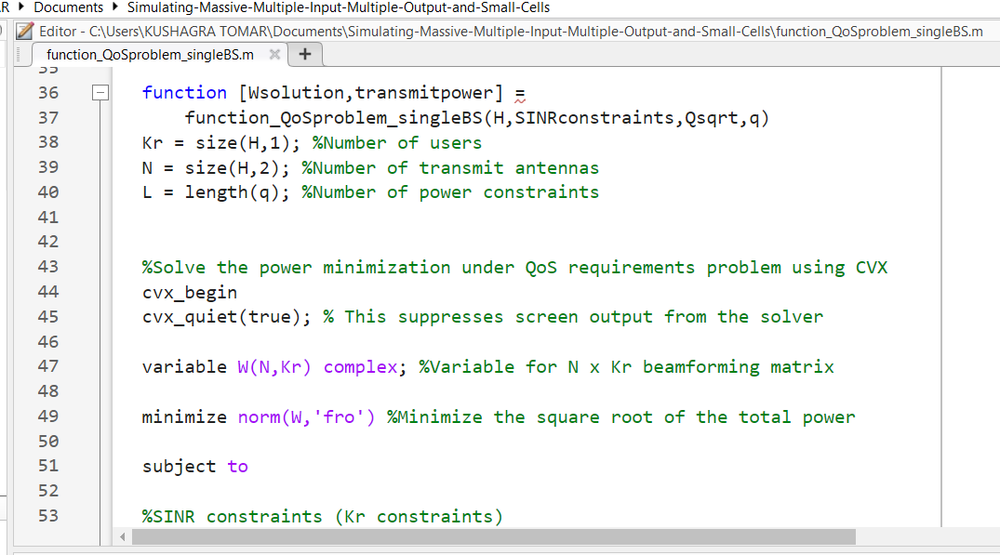 R ▸ Documents ▸ Simulating-Massive-Multiple-Input-Multiple-Output-and-Small-Cells
Editor - C:\Users\KUSHAGRA TOMAR\Documents\Simulating-Massive-Multiple-Input-Multiple-Output-and-Small-Cells\function_QoSproblem_singleBS.m
function_QoSproblem_singleBS.m × +
35
36 function [Wsolution,transmitpower] =
37 function_QoSproblem_singleBS(H,SINRconstraints,Qsqrt,q)
38 Kr = size(H,1); %Number of users
39 N = size(H,2); %Number of transmit antennas
40 L = length(q); %Number of power constraints
41
42
43 %Solve the power minimization under QoS requirements problem using CVX
44 cvx_begin
45 cvx_quiet(true); % This suppresses screen output from the solver
46
47 variable W(N,Kr) complex; %Variable for N x Kr beamforming matrix
48
49 minimize norm(W,'fro') %Minimize the square root of the total power
50
51 subject to
52
53 %SINR constraints (Kr constraints)